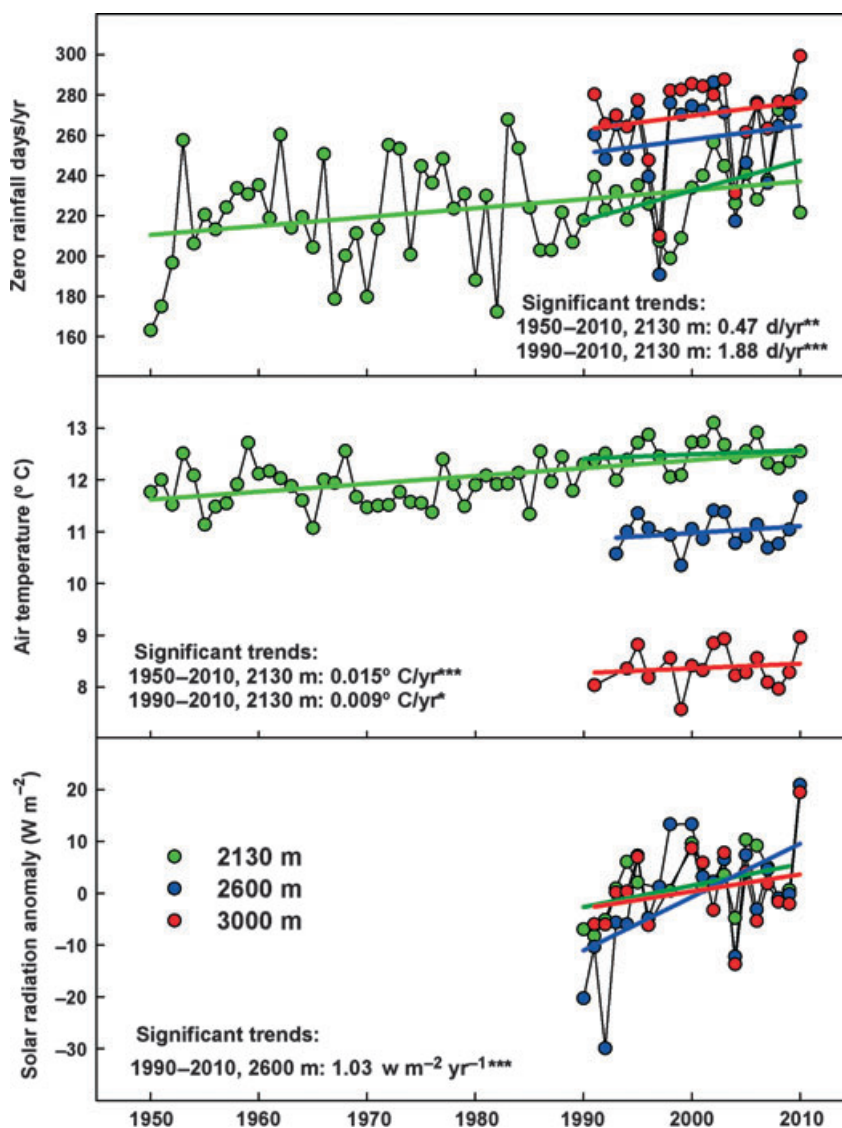 Zero rainfall days/yr
300
280
260
240
220
200
180
160
Significant trends:
1950–2010, 2130 m: 0.47 d/yr**
1990–2010, 2130 m: 1.88 d/yr***
Air temperature (º C)
13
12
11
10
9
8
Significant trends:
1950–2010, 2130 m: 0.015º C/yr***
1990–2010, 2130 m: 0.009º C/yr*
Solar radiation anomaly (W m⁻²)
20
10
0
–10
–20
–30
2130 m
2600 m
3000 m
Significant trends:
1990–2010, 2600 m: 1.03 w m⁻² yr⁻¹***
1950 1960 1970 1980 1990 2000 2010